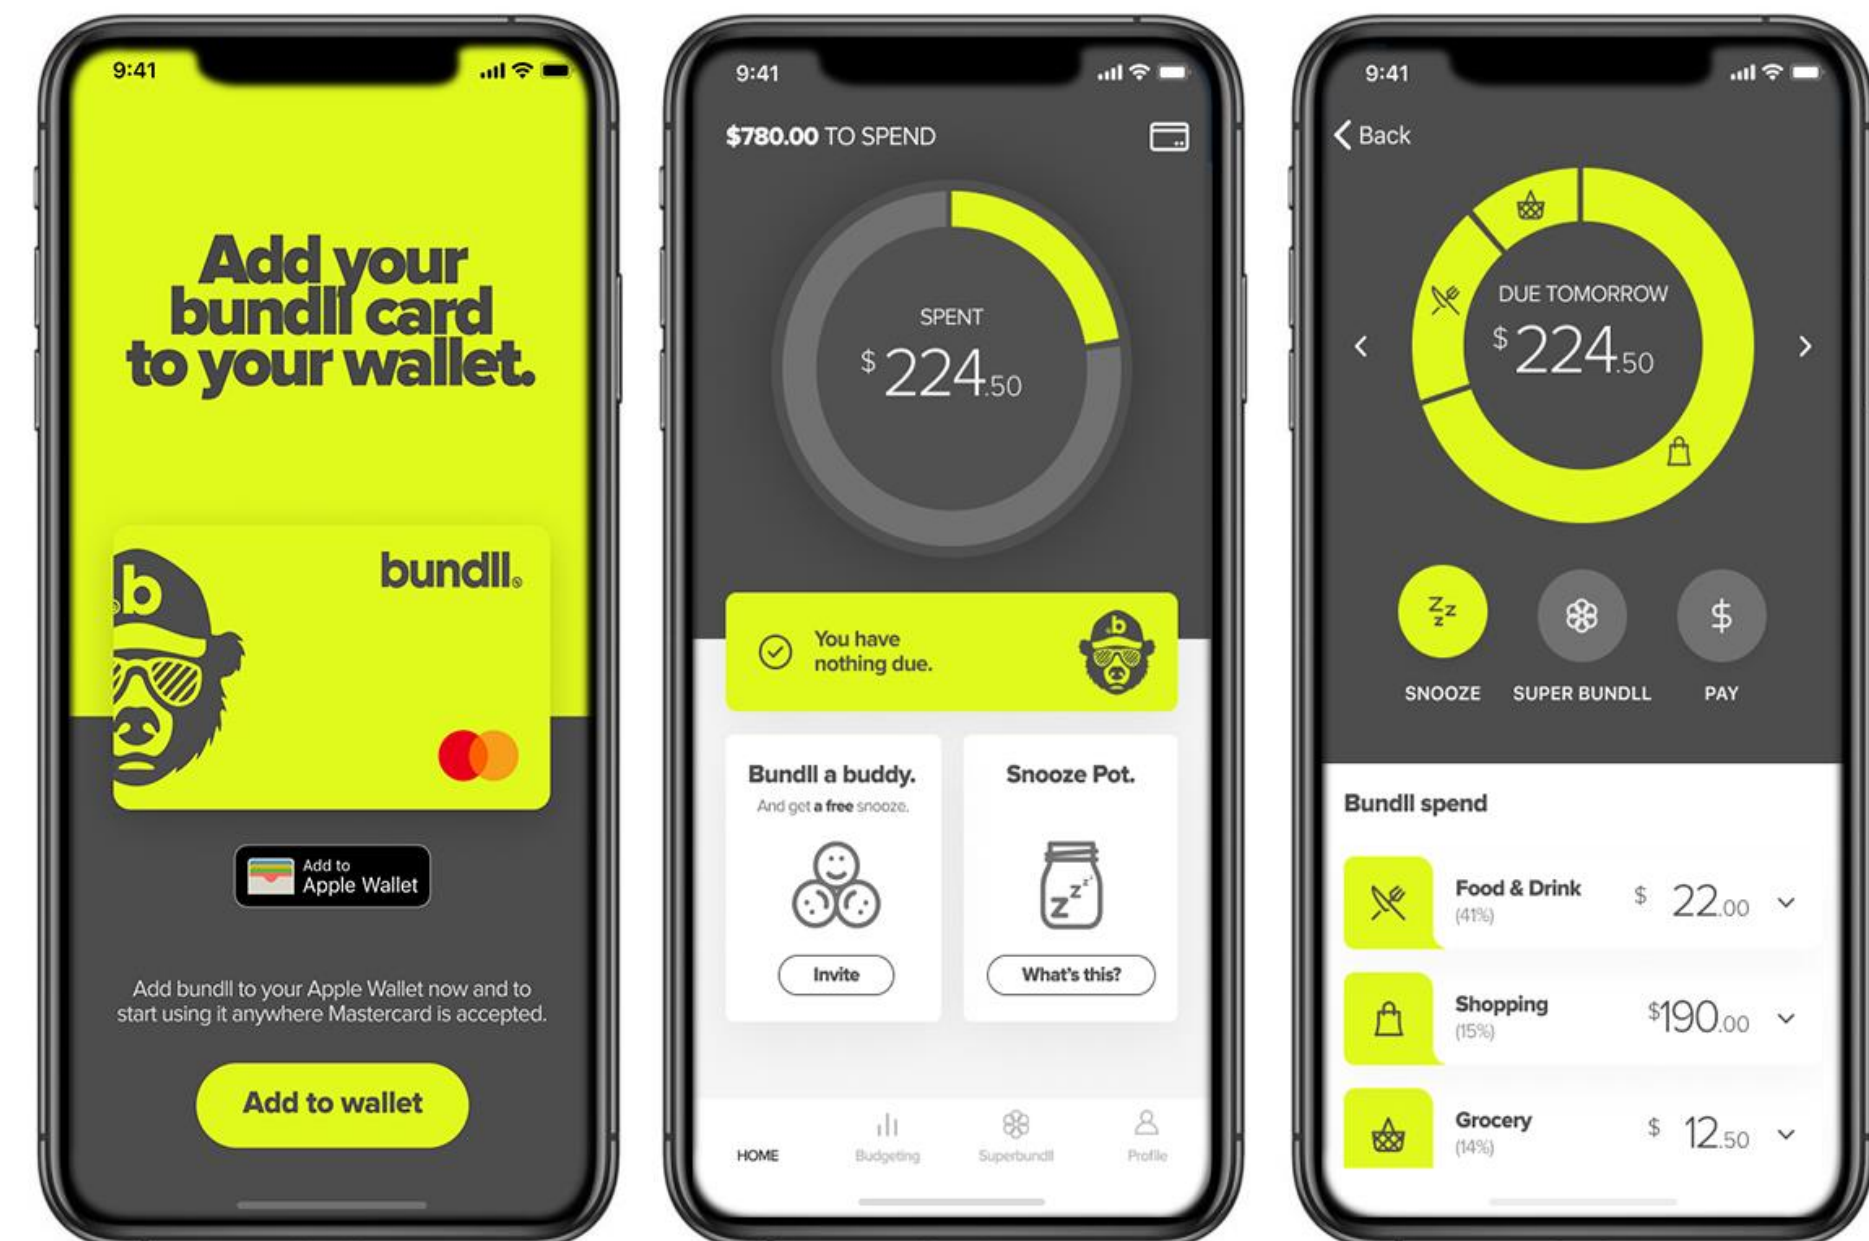 9:41
Add your
bundll card
to your wallet.
.b
bundll.
Add to
Apple Wallet
Add bundll to your Apple Wallet now and to
start using it anywhere Mastercard is accepted.
Add to wallet
9:41
$780.00 TO SPEND
SPENT
$224.50
.b
You have
nothing due.
Bundll a buddy.
And get a free snooze.
Invite
Snooze Pot.
zzz
What's this?
HOME
Budgeting
Superbundll
Profile
9:41
Back
DUE TOMORROW
$224.50
Zzz
SNOOZE
SUPER BUNDLL
$
PAY
Bundll spend
Food & Drink
$ 22.00
(41%)
Shopping
$190.00
(15%)
Grocery
$ 12.50
(14%)